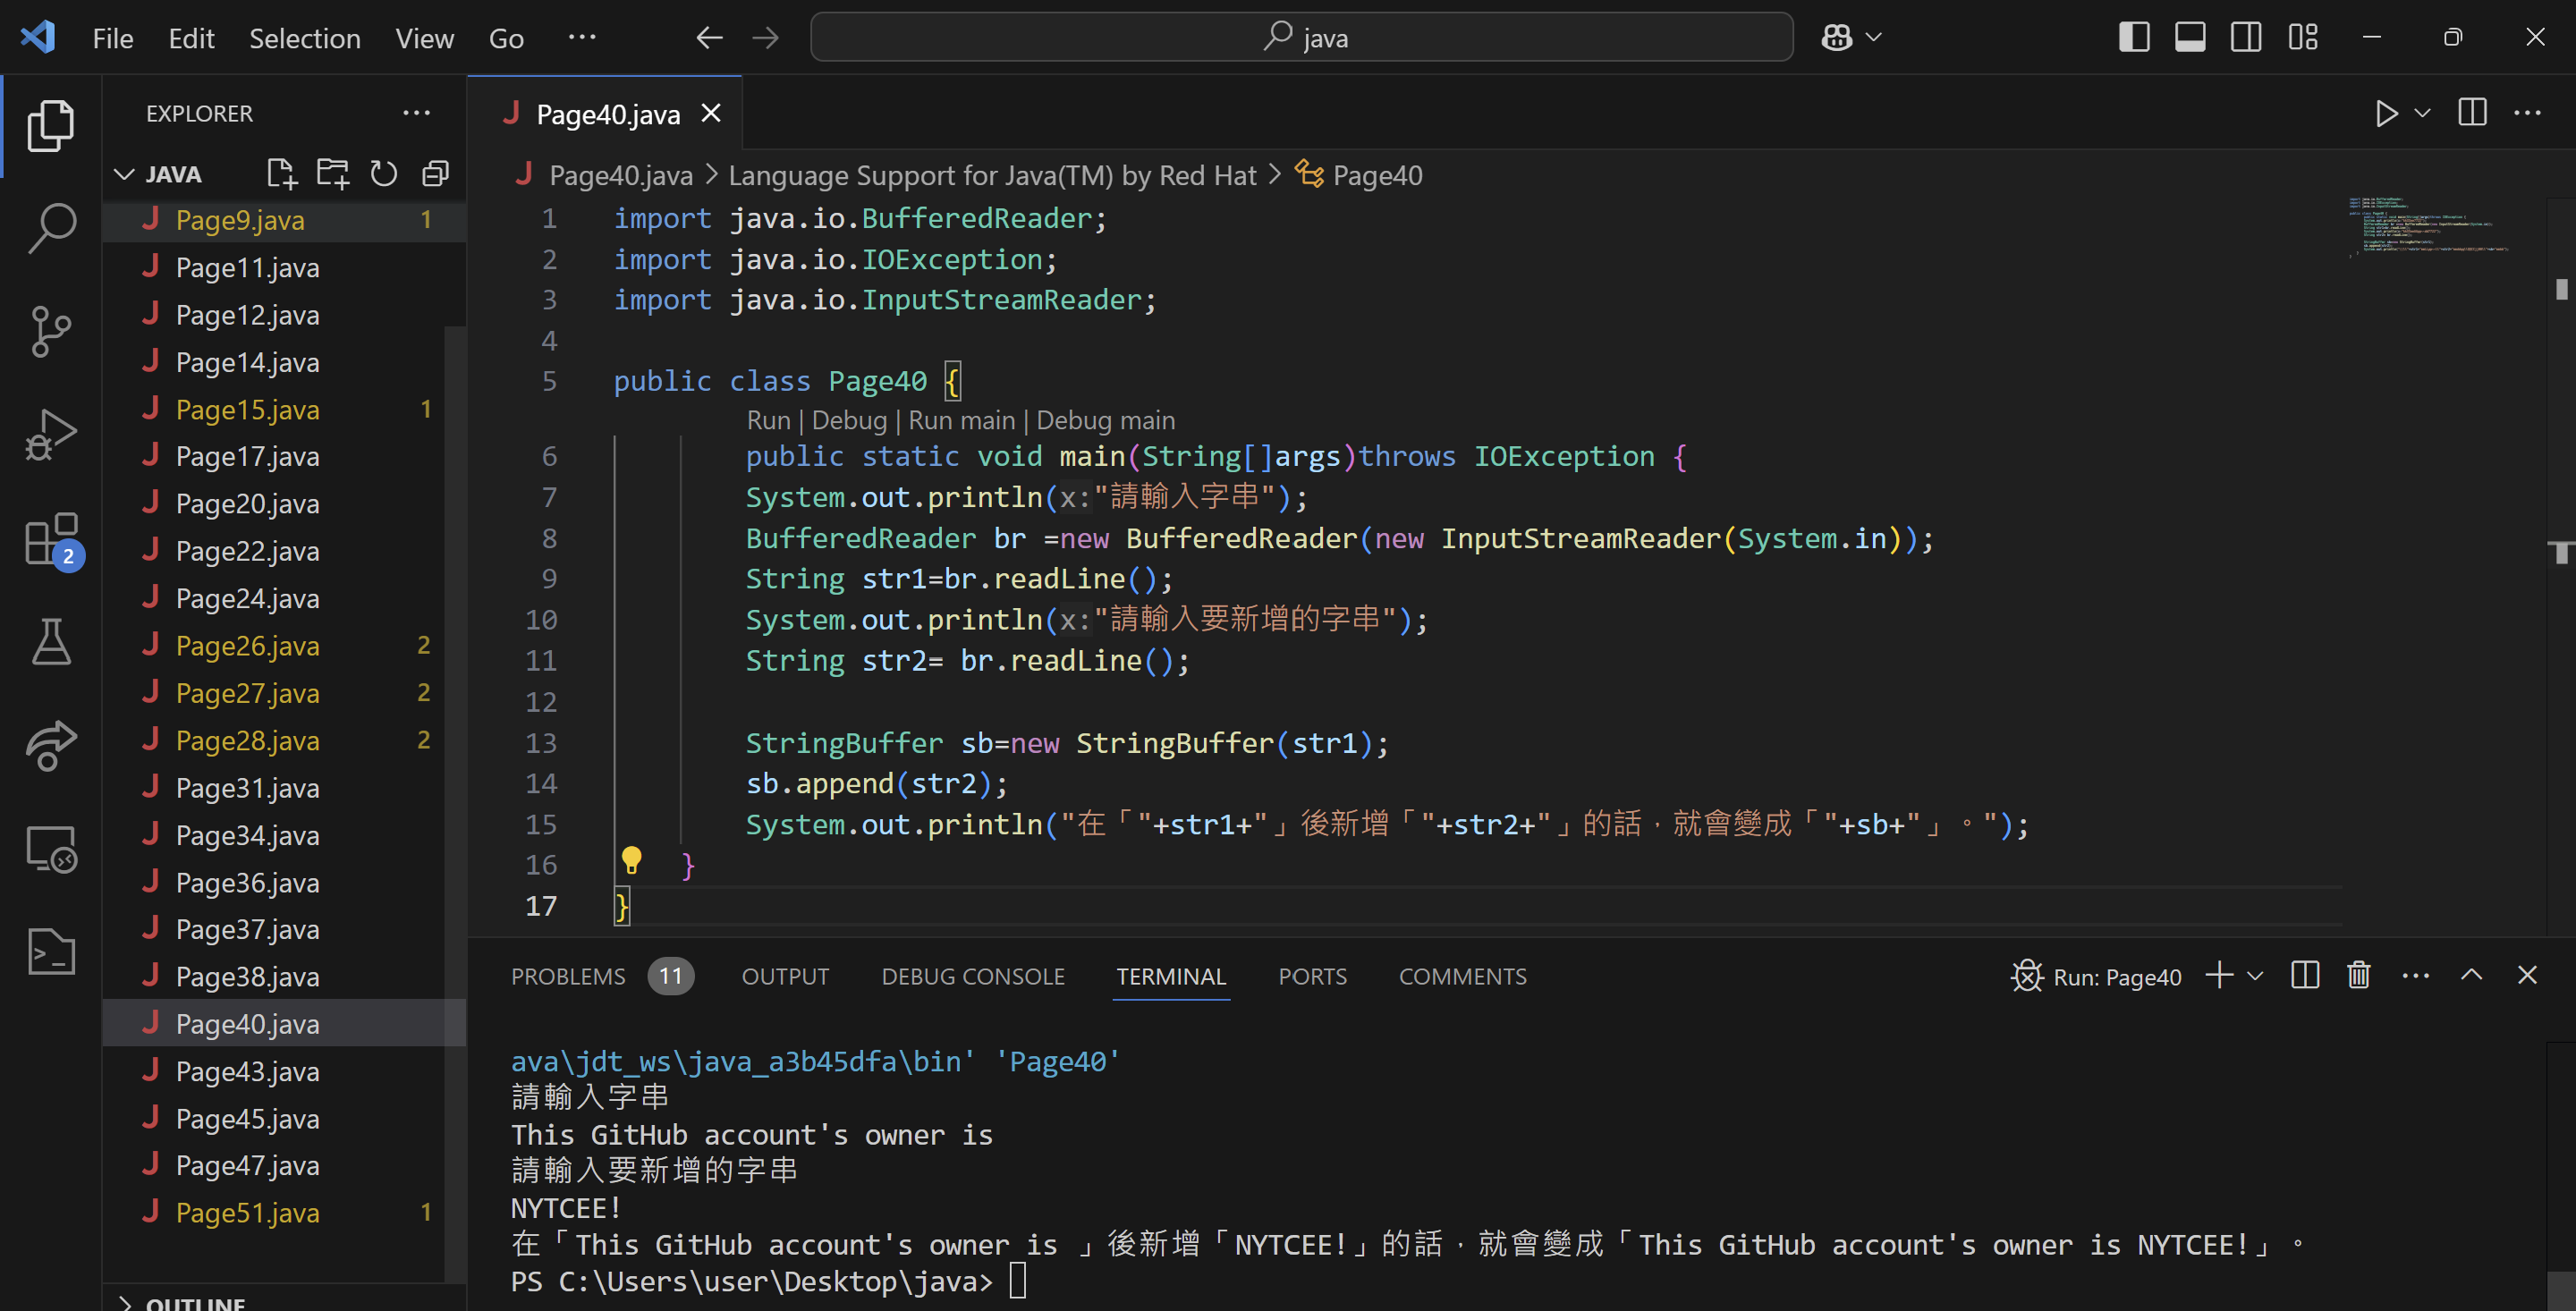 File Edit Selection View Go ··· java
EXPLORER ···
JAVA
Page9.java 1
Page11.java
Page12.java
Page14.java
Page15.java 1
Page17.java
Page20.java
Page22.java
Page24.java
Page26.java 2
Page27.java 2
Page28.java 2
Page31.java
Page34.java
Page36.java
Page37.java
Page38.java
Page40.java
Page43.java
Page45.java
Page47.java
Page51.java 1
OUTLINE
2
Page40.java
Page40.java > Language Support for Java(TM) by Red Hat > Page40
1 import java.io.BufferedReader;
2 import java.io.IOException;
3 import java.io.InputStreamReader;
4
5 public class Page40 {
Run | Debug | Run main | Debug main
6 public static void main(String[]args)throws IOException {
7 System.out.println(x:"請輸入字串");
8 BufferedReader br =new BufferedReader(new InputStreamReader(System.in));
9 String str1=br.readLine();
10 System.out.println(x:"請輸入要新增的字串");
11 String str2= br.readLine();
12
13 StringBuffer sb=new StringBuffer(str1);
14 sb.append(str2);
15 System.out.println("在「"+str1+"」後新增「"+str2+"」的話，就會變成「"+sb+"」。");
16 }
17 }
PROBLEMS 11 OUTPUT DEBUG CONSOLE TERMINAL PORTS COMMENTS Run: Page40
ava\jdt_ws\java_a3b45dfa\bin' 'Page40'
請輸入字串
This GitHub account's owner is
請輸入要新增的字串
NYTCEE!
在「This GitHub account's owner is 」後新增「NYTCEE!」的話，就會變成「This GitHub account's owner is NYTCEE!」。
PS C:\Users\user\Desktop\java>